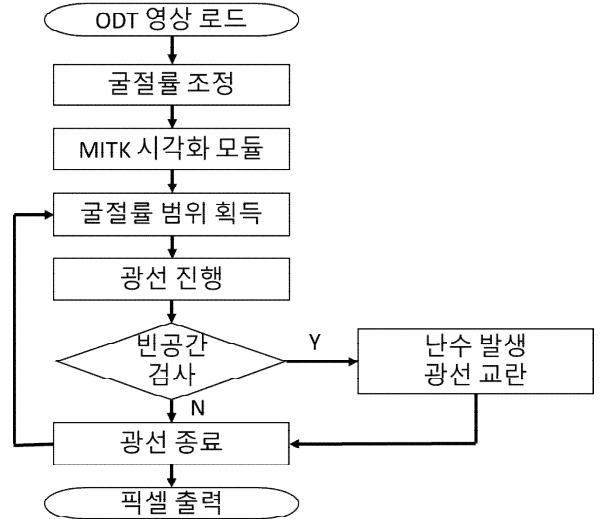 ODT 영상 로드
굴절률 조정
MITK 시각화 모듈
굴절률 범위 획득
광선 진행
빈공간
검사
Y
난수 발생
광선 교란
N
광선 종료
픽셀 출력